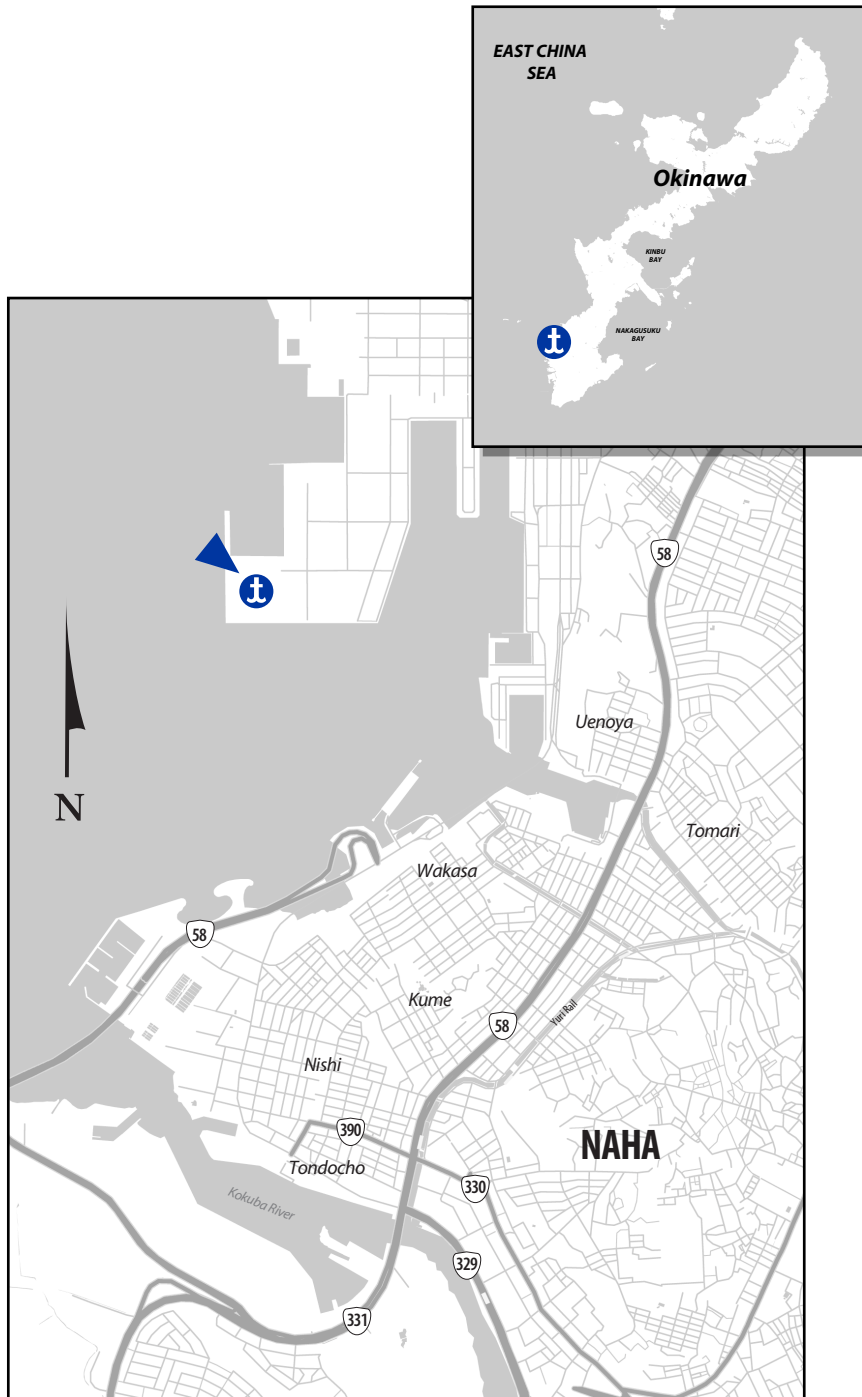 EAST CHINA
SEA
Okinawa
KINBU
BAY
NAKAGUSUKU
BAY
58
Uenoya
N
Tomari
Wakasa
58
Kume
58
Yuri Rail
Nishi
390
NAHA
Tondocho
330
Kokuba River
329
331